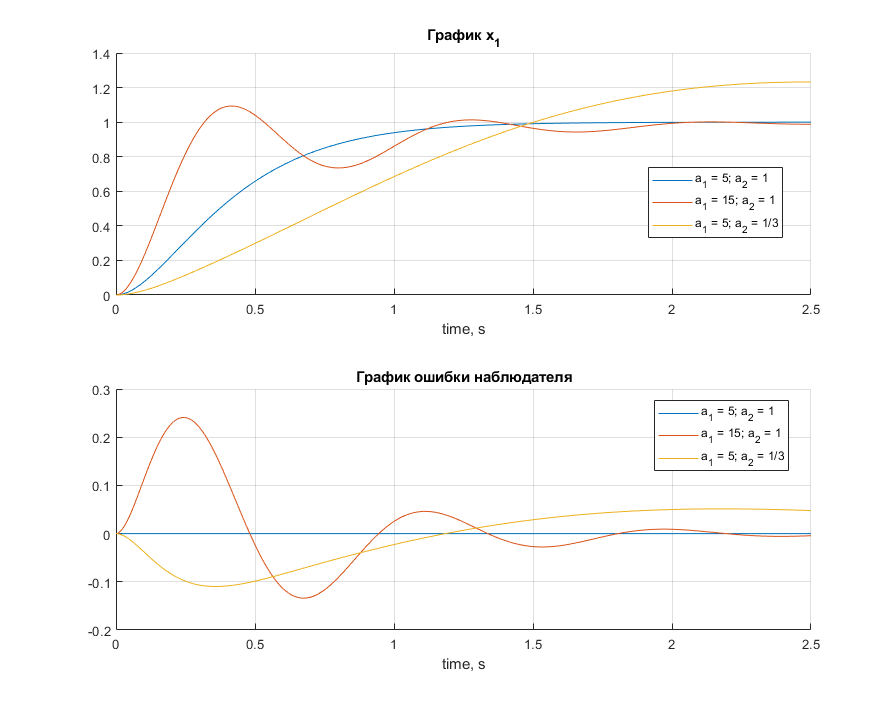 График x₁
1.4
1.2
1
0.8
0.6
0.4
0.2
0
a₁ = 5; a₂ = 1
a₁ = 15; a₂ = 1
a₁ = 5; a₂ = 1/3
0 0.5 1 1.5 2 2.5
time, s
График ошибки наблюдателя
0.3
0.2
0.1
0
-0.1
-0.2
a₁ = 5; a₂ = 1
a₁ = 15; a₂ = 1
a₁ = 5; a₂ = 1/3
0 0.5 1 1.5 2 2.5
time, s